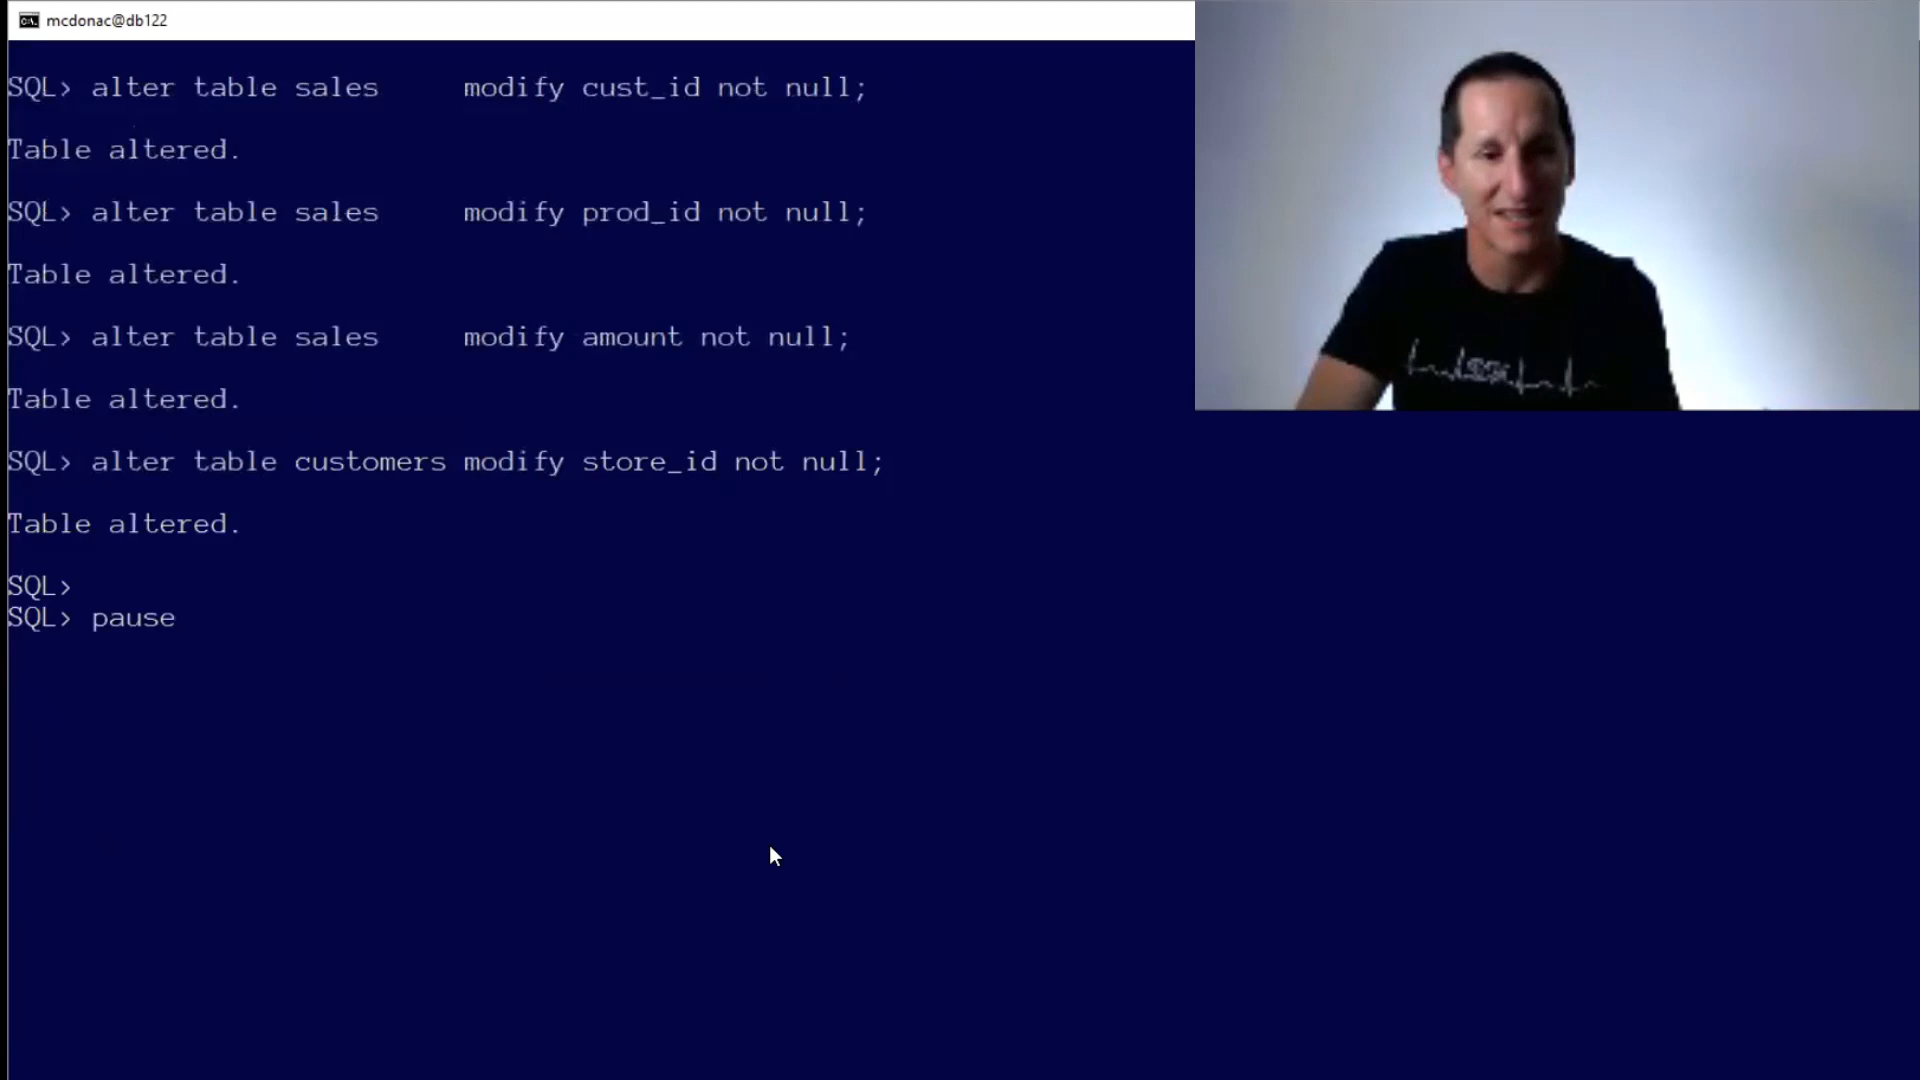 mcdonac@db122
SQL> alter table sales     modify cust_id not null;
Table altered.
SQL> alter table sales     modify prod_id not null;
Table altered.
SQL> alter table sales     modify amount not null;
Table altered.
SQL> alter table customers modify store_id not null;
Table altered.
SQL>
SQL> pause